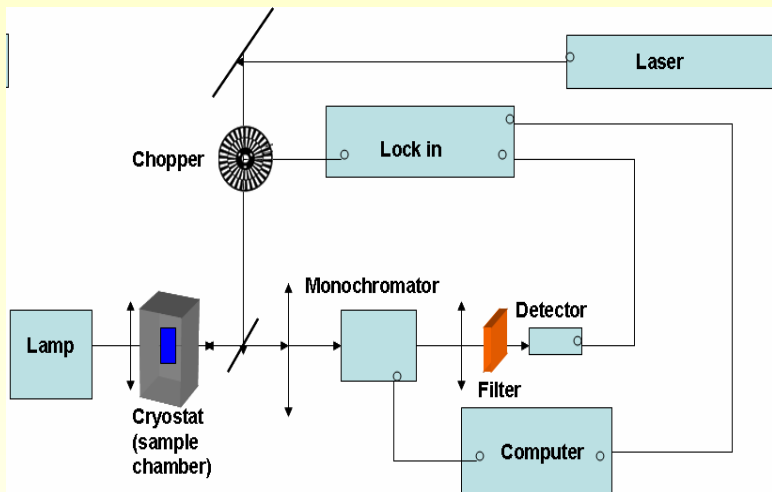 Laser
Lock in
Chopper
Monochromator
Detector
Lamp
Filter
Cryostat
(sample
chamber)
Computer